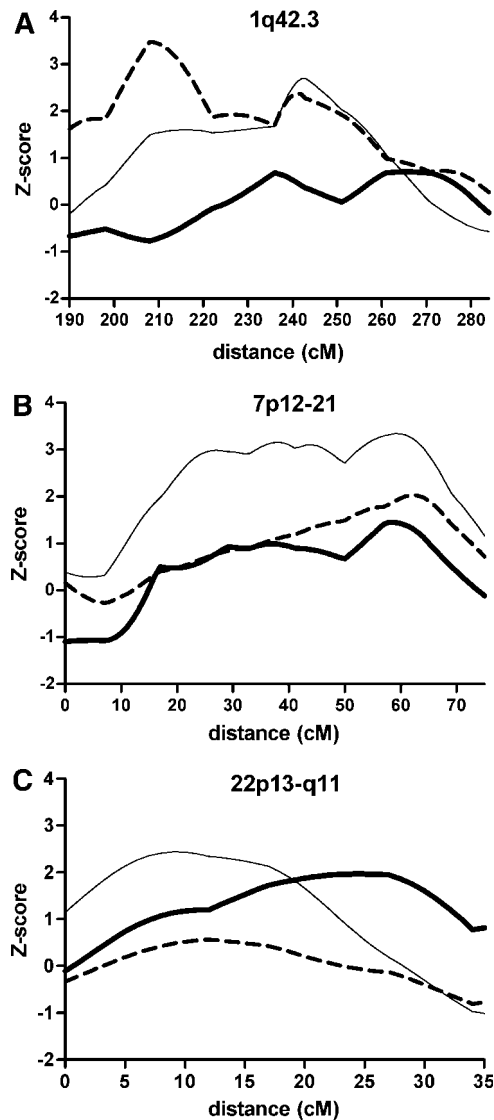 A
1q42.3
4
3
2
1
0
-1
-2
Z-score
190 200 210 220 230 240 250 260 270 280
distance (cM)
B
7p12-21
4
3
2
1
0
-1
-2
Z-score
0 10 20 30 40 50 60 70
distance (cM)
C
22p13-q11
4
3
2
1
0
-1
-2
Z-score
0 5 10 15 20 25 30 35
distance (cM)